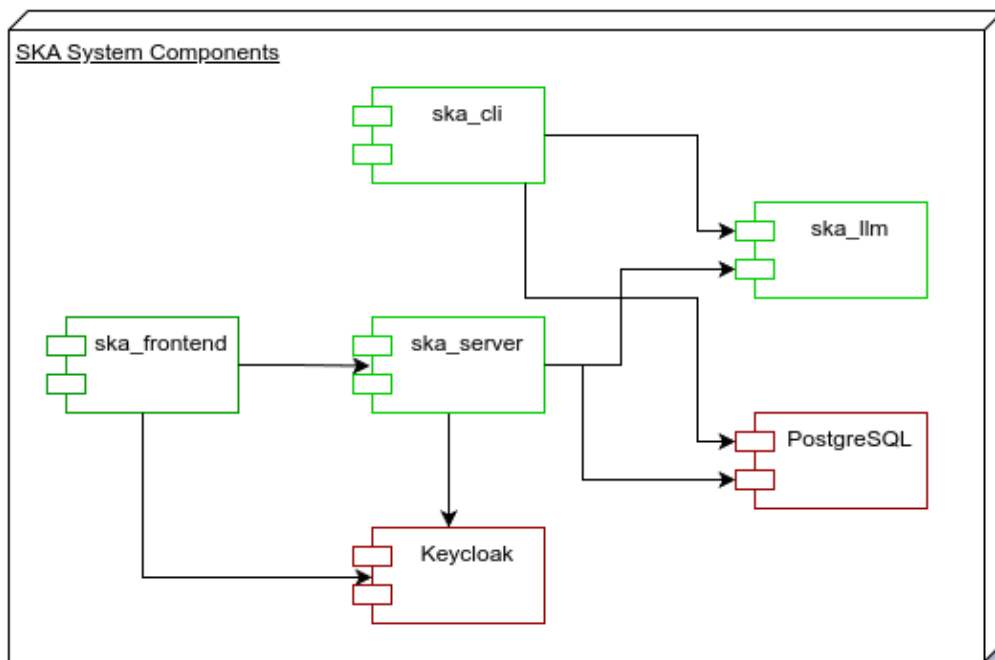 SKA System Components
ska_cli
ska_llm
ska_frontend
ska_server
PostgreSQL
Keycloak